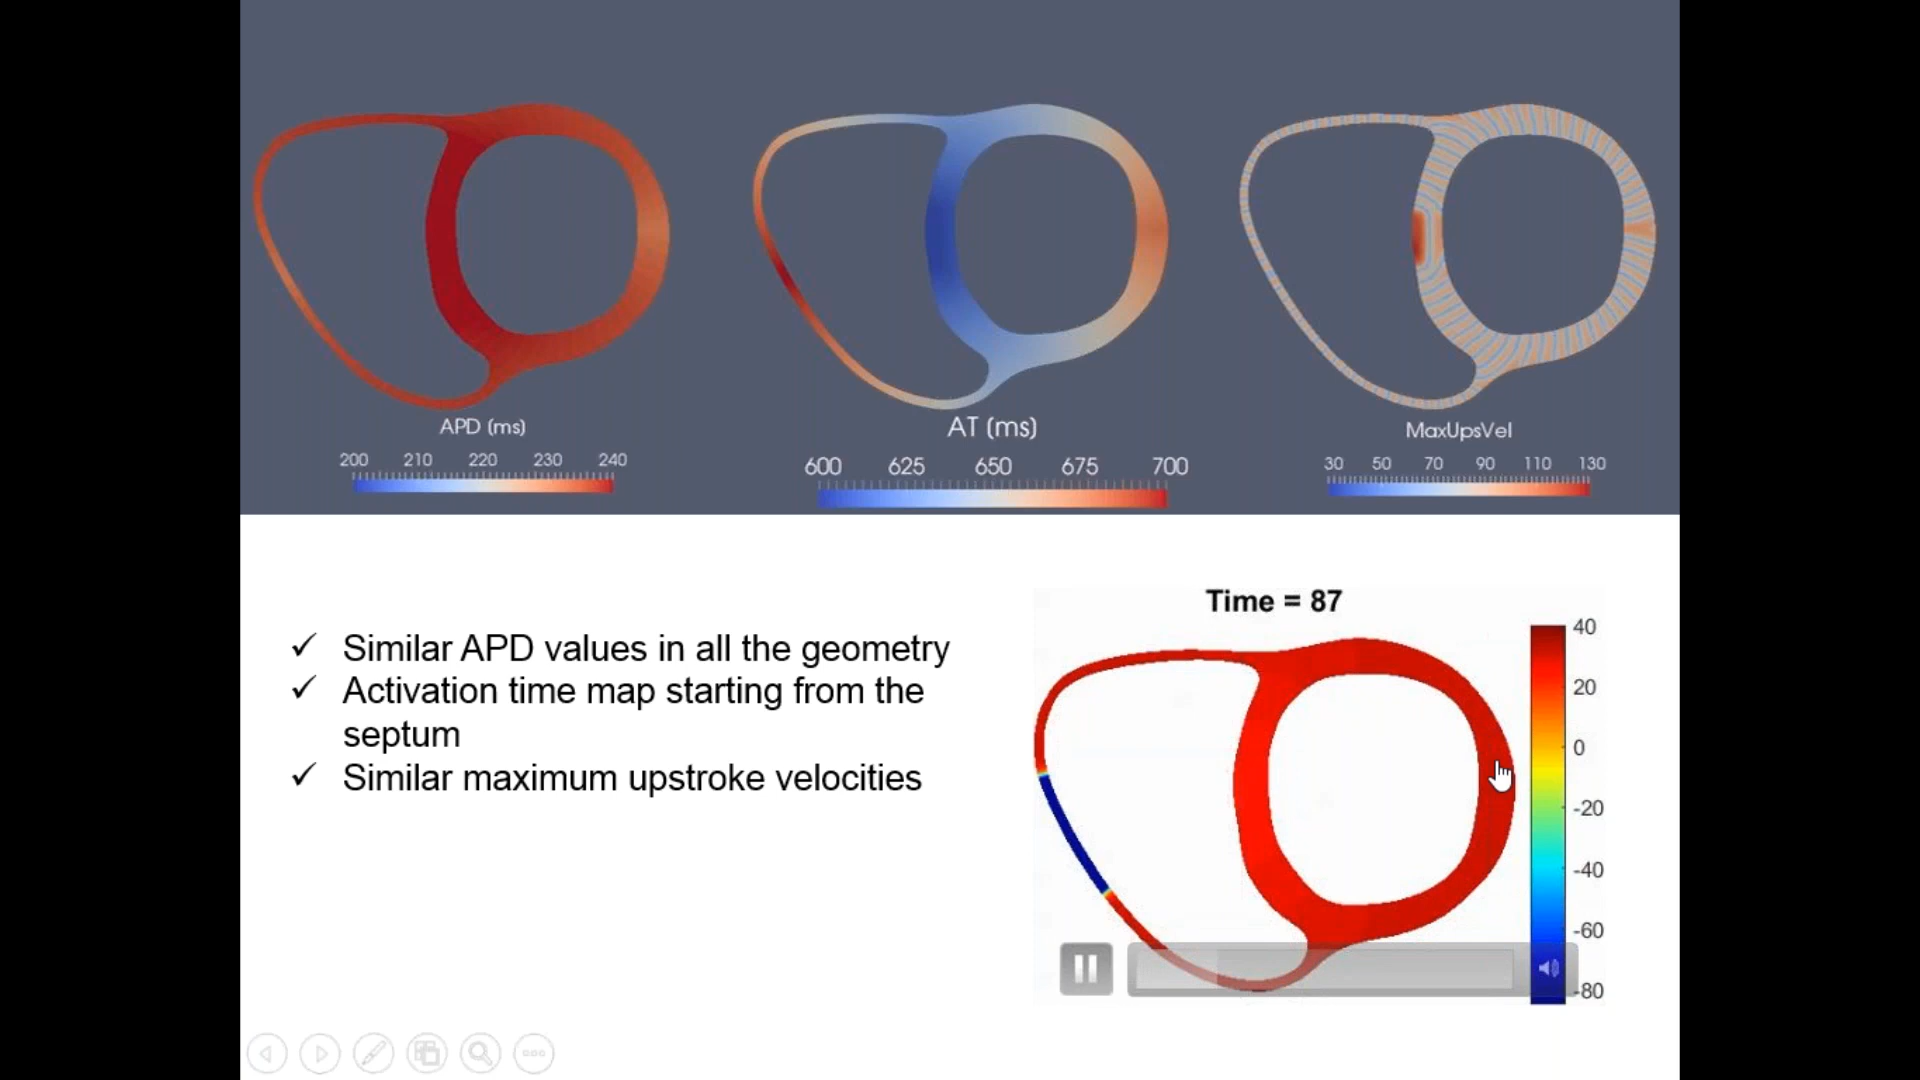 APD (ms)
200 210 220 230 240
AT (ms)
600 625 650 675 700
MaxUpsVel
30 50 70 90 110 130
✓ Similar APD values in all the geometry
✓ Activation time map starting from the
septum
✓ Similar maximum upstroke velocities
Time = 87
40
20
0
-20
-40
-60
-80